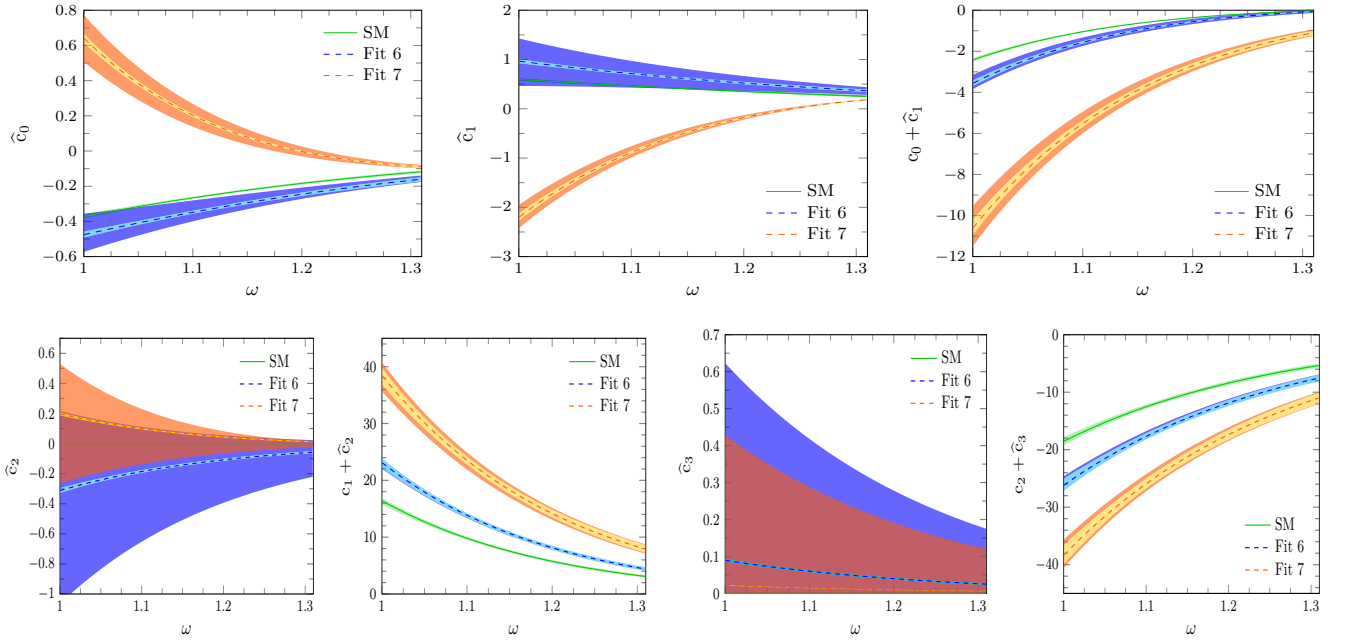 0.8
0.6
0.4
0.2
0
−0.2
−0.4
−0.6
ĉ₀
SM
Fit 6
Fit 7
1
1.1
1.2
1.3
ω
2
1
0
−1
−2
−3
ĉ₁
SM
Fit 6
Fit 7
1
1.1
1.2
1.3
ω
0
−2
−4
−6
−8
−10
−12
c₀ + ĉ₁
SM
Fit 6
Fit 7
1
1.1
1.2
1.3
ω
0.6
0.4
0.2
0
−0.2
−0.4
−0.6
−0.8
−1
ĉ₂
SM
Fit 6
Fit 7
1
1.1
1.2
1.3
ω
40
30
20
10
0
c₁ + ĉ₂
SM
Fit 6
Fit 7
1
1.1
1.2
1.3
ω
0.7
0.6
0.5
0.4
0.3
0.2
0.1
0
ĉ₃
SM
Fit 6
Fit 7
1
1.1
1.2
1.3
ω
0
−10
−20
−30
−40
c₂ + ĉ₃
SM
Fit 6
Fit 7
1
1.1
1.2
1.3
ω